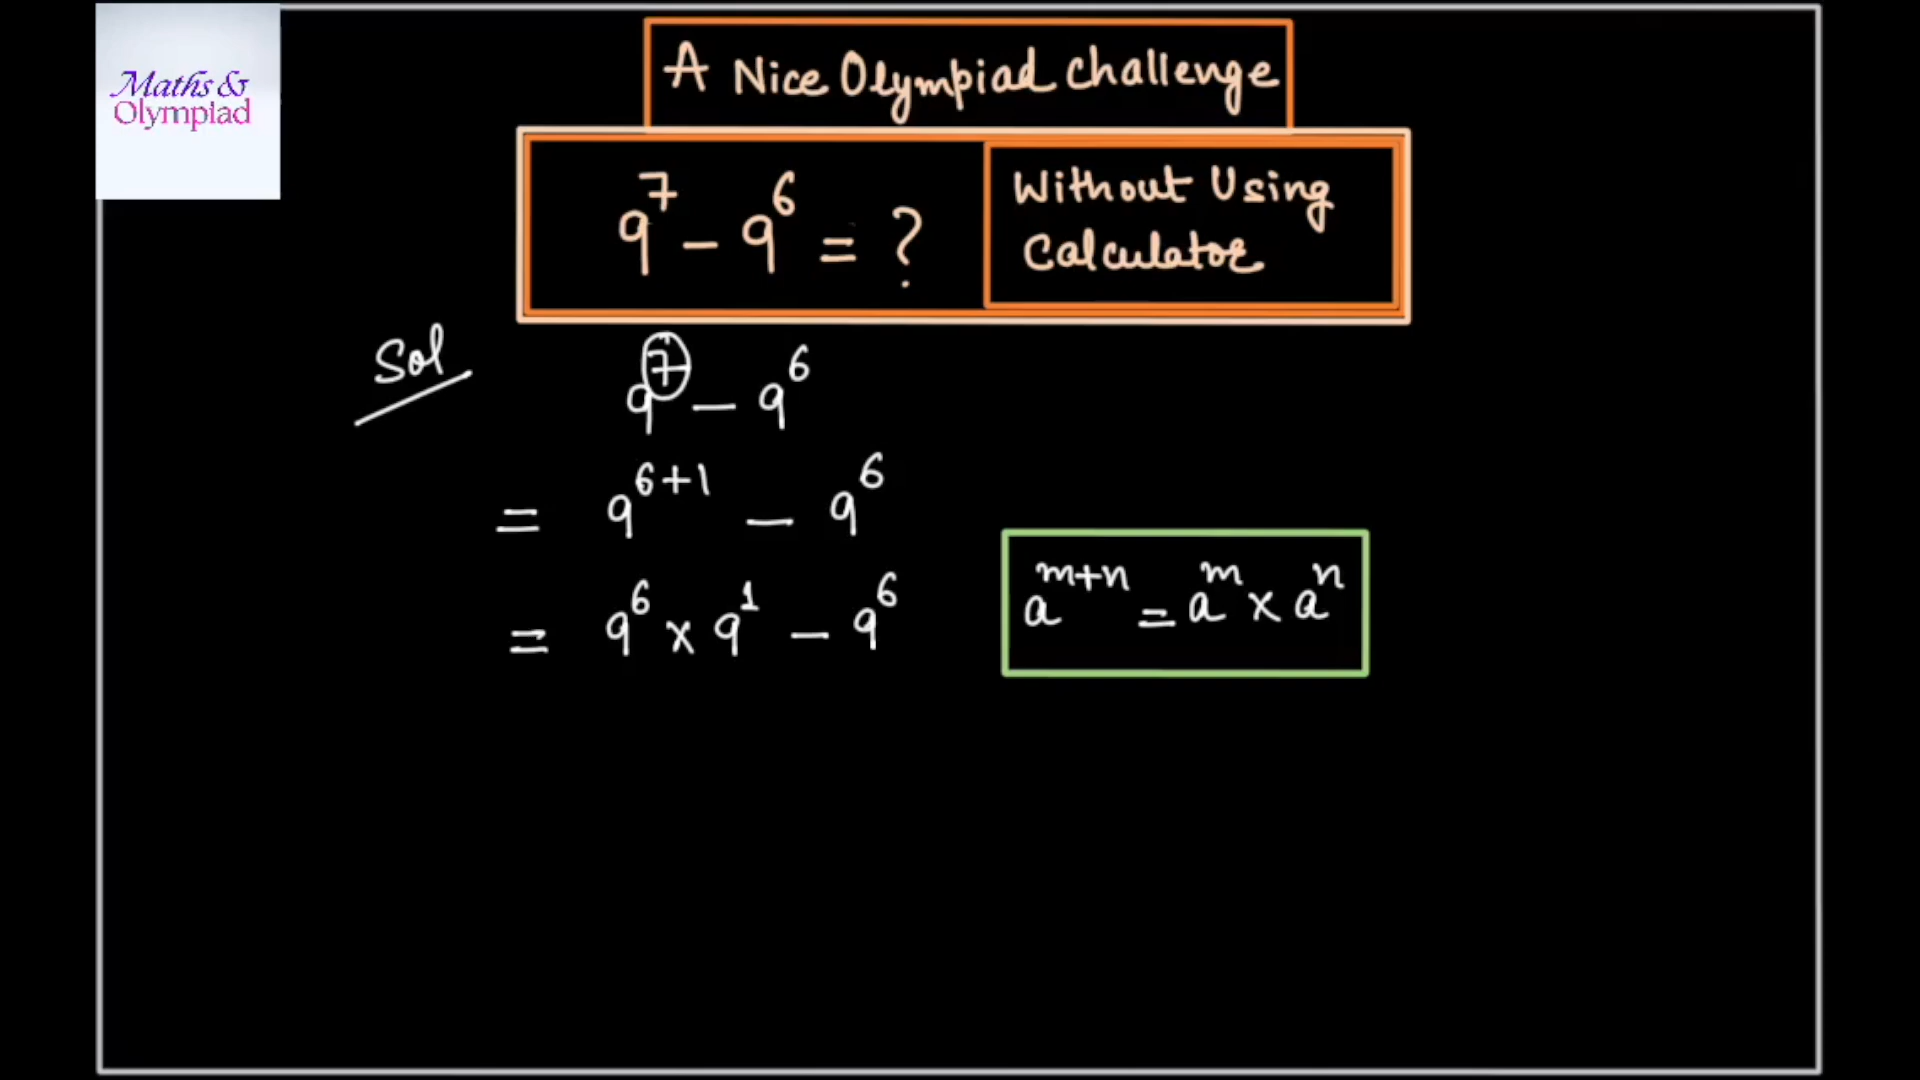 Maths &
Olympiad
A Nice Olympiad Challenge
9^7 - 9^6 = ?
Without Using
Calculator
Sol
9^7 - 9^6
= 9^{6+1} - 9^6
= 9^6 × 9^1 - 9^6
a^{m+n} = a^m × a^n